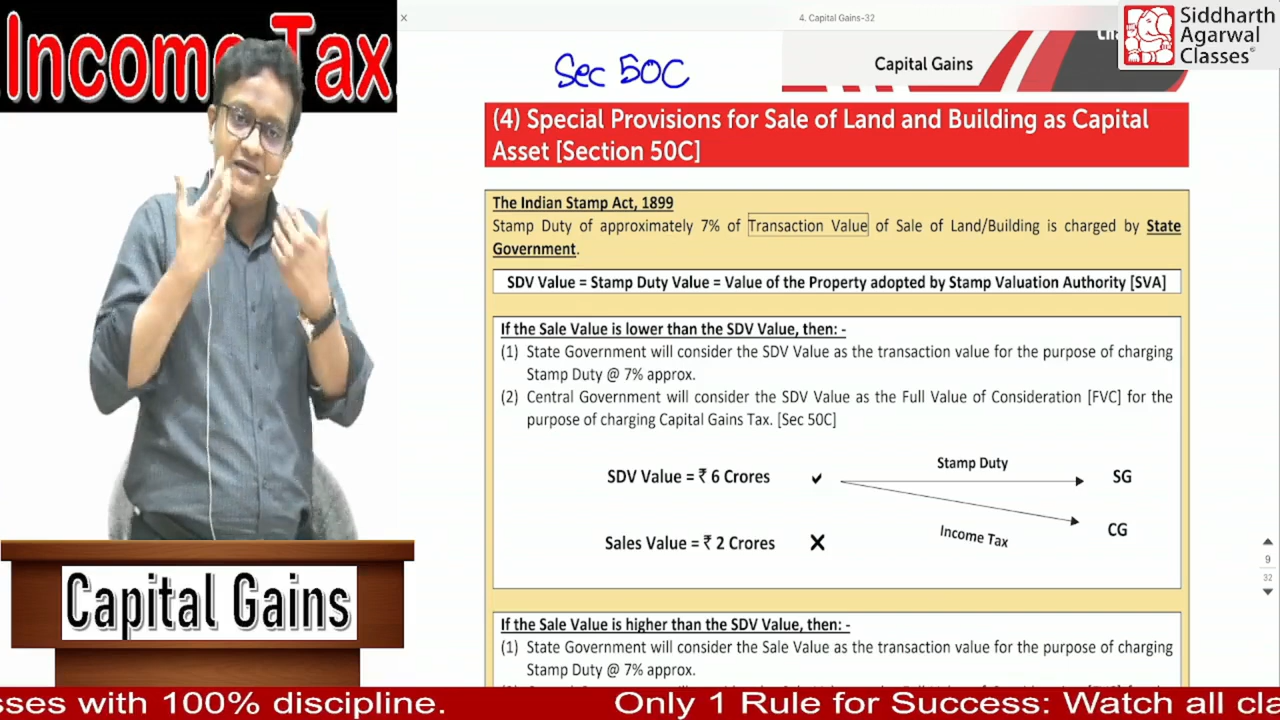 Income Tax
4. Capital Gains-32
Siddharth
Agarwal
Classes
Sec 50C
Capital Gains
(4) Special Provisions for Sale of Land and Building as Capital
Asset [Section 50C]
The Indian Stamp Act, 1899
Stamp Duty of approximately 7% of Transaction Value of Sale of Land/Building is charged by State
Government.
SDV Value = Stamp Duty Value = Value of the Property adopted by Stamp Valuation Authority [SVA]
If the Sale Value is lower than the SDV Value, then: -
(1) State Government will consider the SDV Value as the transaction value for the purpose of charging
Stamp Duty @ 7% approx.
(2) Central Government will consider the SDV Value as the Full Value of Consideration [FVC] for the
purpose of charging Capital Gains Tax. [Sec 50C]
Stamp Duty
SDV Value = ₹ 6 Crores ✓ SG
CG
Income Tax
Sales Value = ₹ 2 Crores X
9
32
If the Sale Value is higher than the SDV Value, then: -
(1) State Government will consider the Sale Value as the transaction value for the purpose of charging
Stamp Duty @ 7% approx.
Capital Gains
sses with 100% discipline. Only 1 Rule for Success: Watch all cla